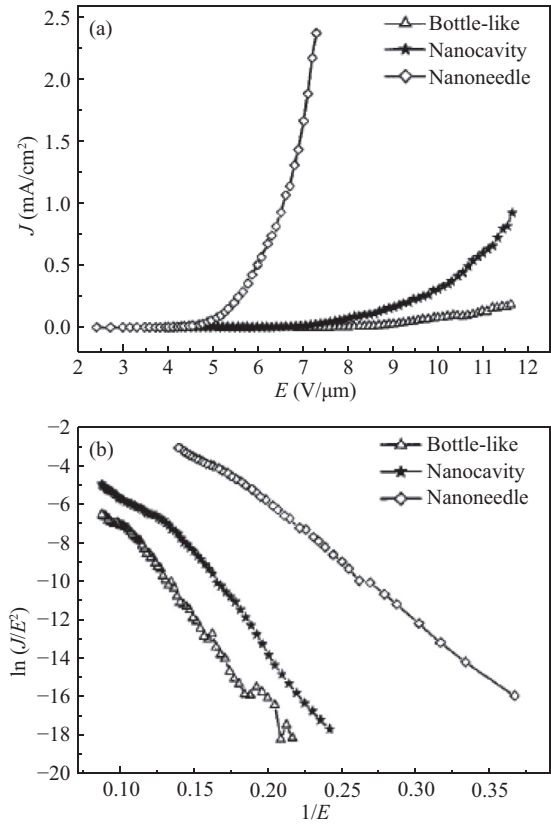 (a)
Bottle-like
Nanocavity
Nanoneedle
J (mA/cm²)
2.5
2.0
1.5
1.0
0.5
0.0
2 3 4 5 6 7 8 9 10 11 12
E (V/μm)
(b)
Bottle-like
Nanocavity
Nanoneedle
ln (J/E²)
−2
−4
−6
−8
−10
−12
−14
−16
−18
−20
0.10 0.15 0.20 0.25 0.30 0.35
1/E